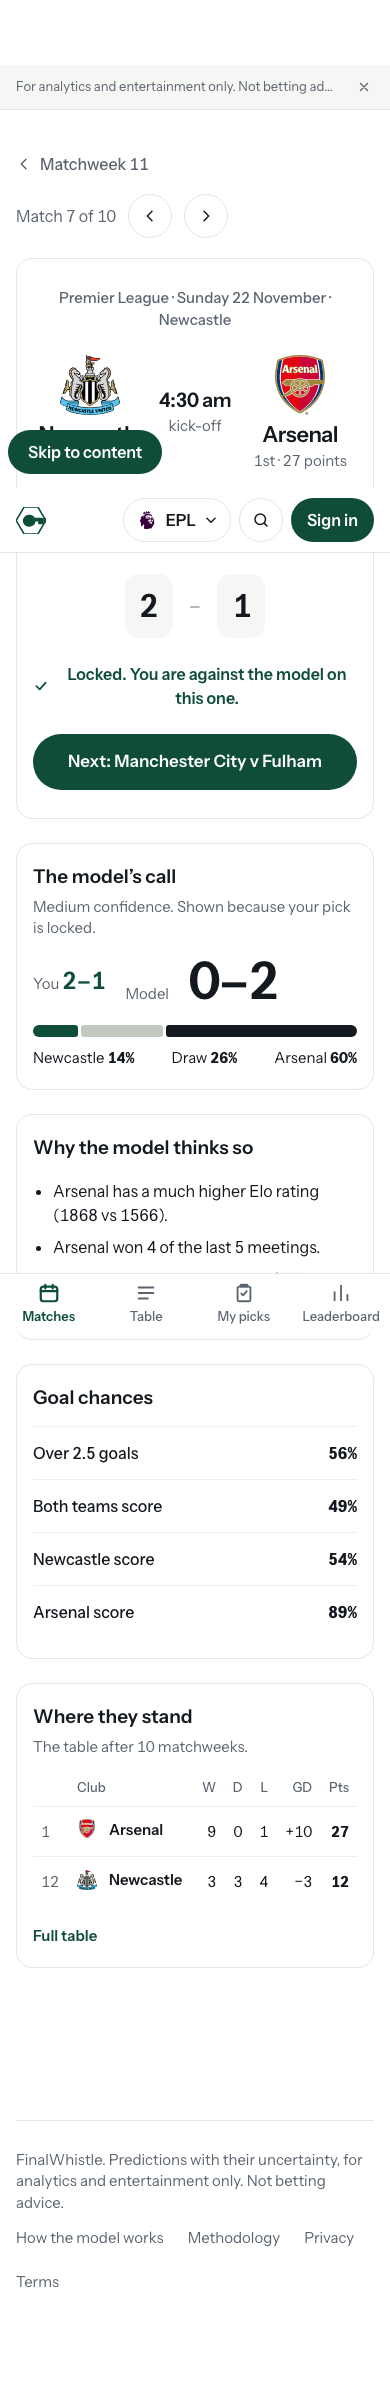 For analytics and entertainment only. Not betting ad...
Matchweek 11
Match 7 of 10
Premier League · Sunday 22 November ·
Newcastle
4:30 am
kick-off
Arsenal
1st · 27 points
Skip to content
EPL
Sign in
2 – 1
Locked. You are against the model on
this one.
Next: Manchester City v Fulham
The model's call
Medium confidence. Shown because your pick
is locked.
You 2–1 Model 0–2
Newcastle 14% Draw 26% Arsenal 60%
Why the model thinks so
• Arsenal has a much higher Elo rating
(1868 vs 1566).
• Arsenal won 4 of the last 5 meetings.
Matches Table My picks Leaderboard
Goal chances
Over 2.5 goals 56%
Both teams score 49%
Newcastle score 54%
Arsenal score 89%
Where they stand
The table after 10 matchweeks.
Club W D L GD Pts
1 Arsenal 9 0 1 +10 27
12 Newcastle 3 3 4 −3 12
Full table
FinalWhistle. Predictions with their uncertainty, for
analytics and entertainment only. Not betting
advice.
How the model works Methodology Privacy
Terms